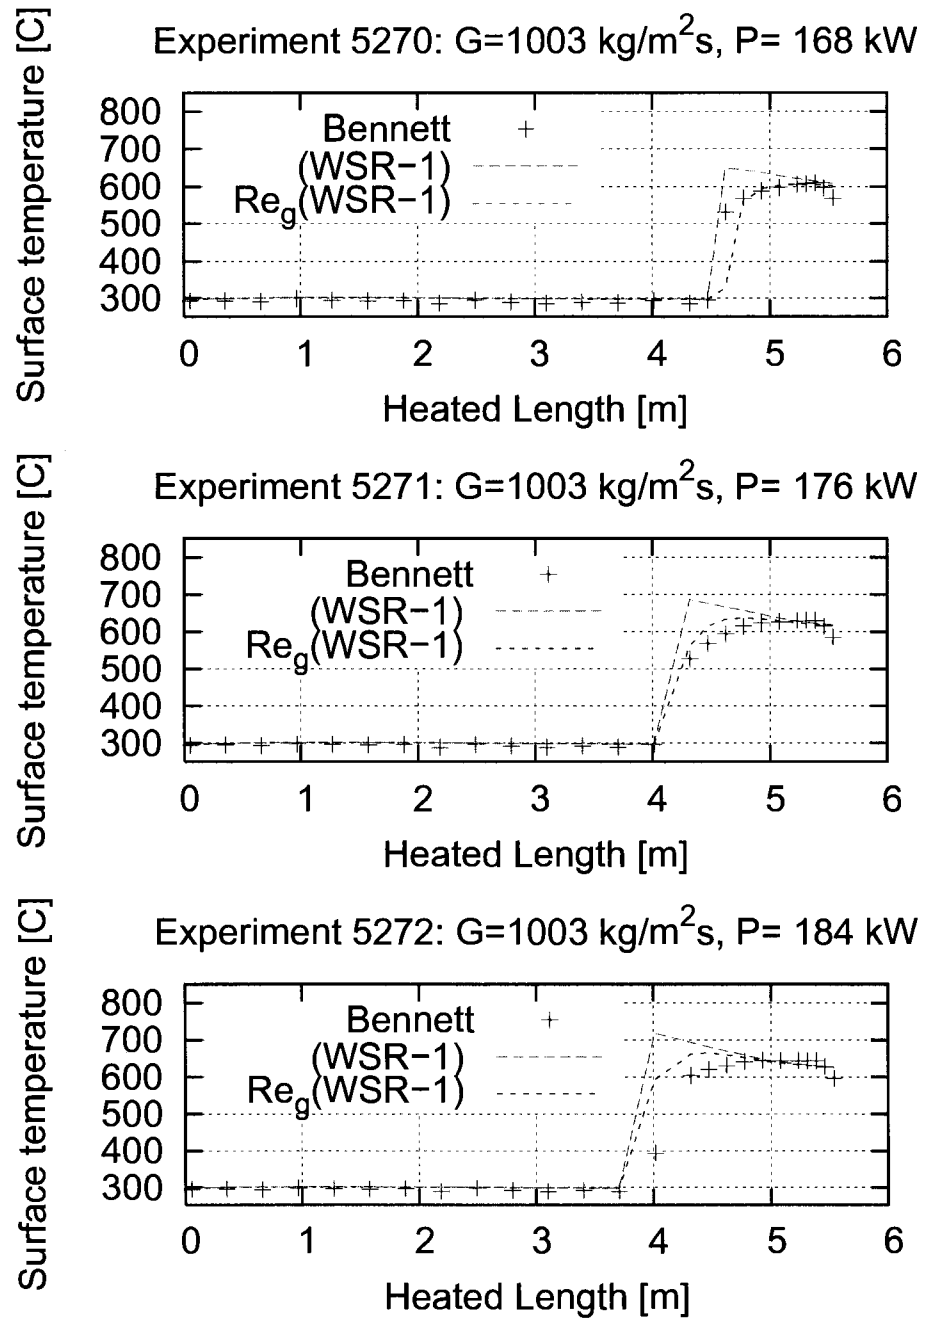 Experiment 5270: G=1003 kg/m²s, P= 168 kW
Surface temperature [C]
800
700
600
500
400
300
Bennett
(WSR−1)
Re_g(WSR−1)
0 1 2 3 4 5 6
Heated Length [m]
Experiment 5271: G=1003 kg/m²s, P= 176 kW
Surface temperature [C]
800
700
600
500
400
300
Bennett
(WSR−1)
Re_g(WSR−1)
0 1 2 3 4 5 6
Heated Length [m]
Experiment 5272: G=1003 kg/m²s, P= 184 kW
Surface temperature [C]
800
700
600
500
400
300
Bennett
(WSR−1)
Re_g(WSR−1)
0 1 2 3 4 5 6
Heated Length [m]